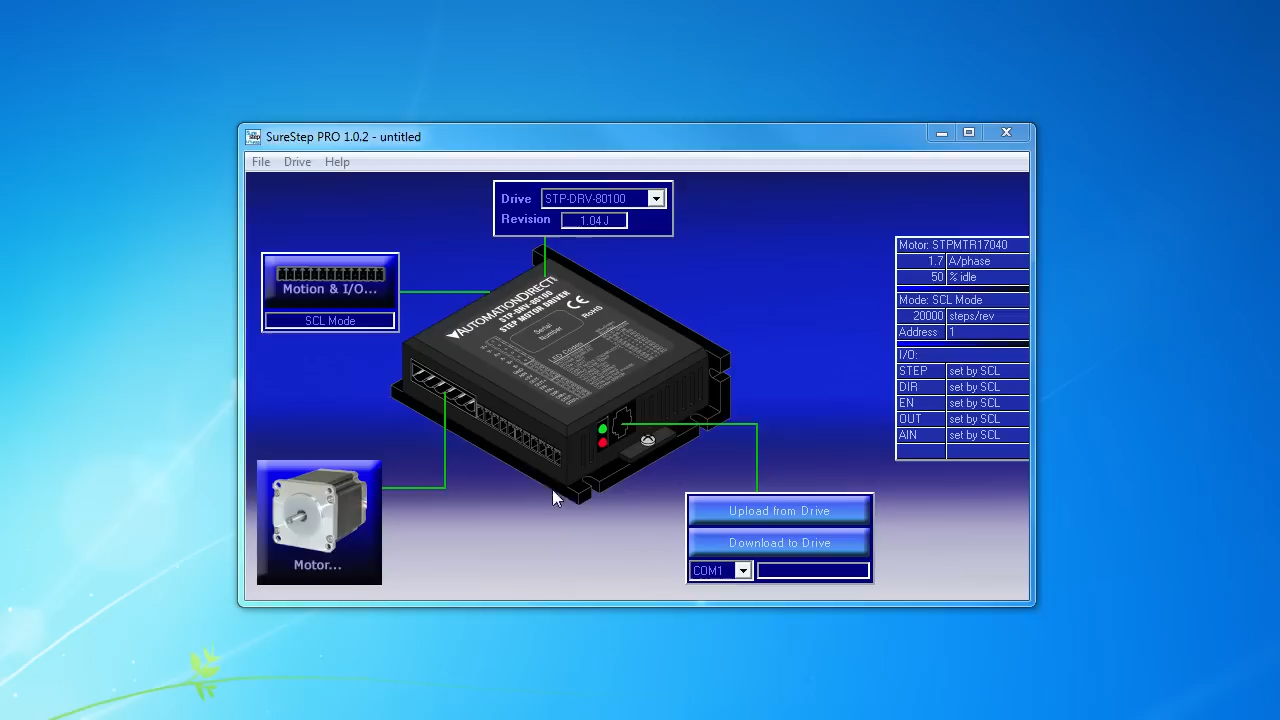 SureStep PRO 1.0.2 - untitled
File Drive Help
Drive STP-DRV-80100
Revision 1.04J
Motion & I/O...
SCL Mode
AUTOMATIONDIRECT
STP-DRV-80100
STEP MOTOR DRIVER
CE
RoHS
Serial
Number
LED Codes
Motor...
Upload from Drive
Download to Drive
COM1
Motor: STPMTR17040
1.7 A/phase
50 % idle
Mode: SCL Mode
20000 steps/rev
Address 1
I/O:
STEP set by SCL
DIR set by SCL
EN set by SCL
OUT set by SCL
AIN set by SCL